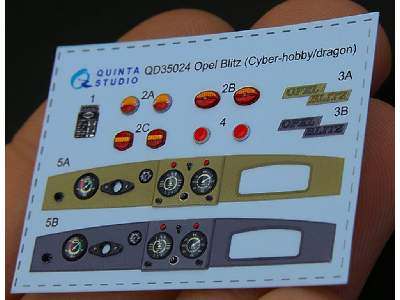 QUINTA STUDIO
QD35024 Opel Blitz (Cyber-hobby/dragon)
1
2A
2B
3A
OPEL BLITZ
2C
4
3B
OPEL BLITZ
5A
5B